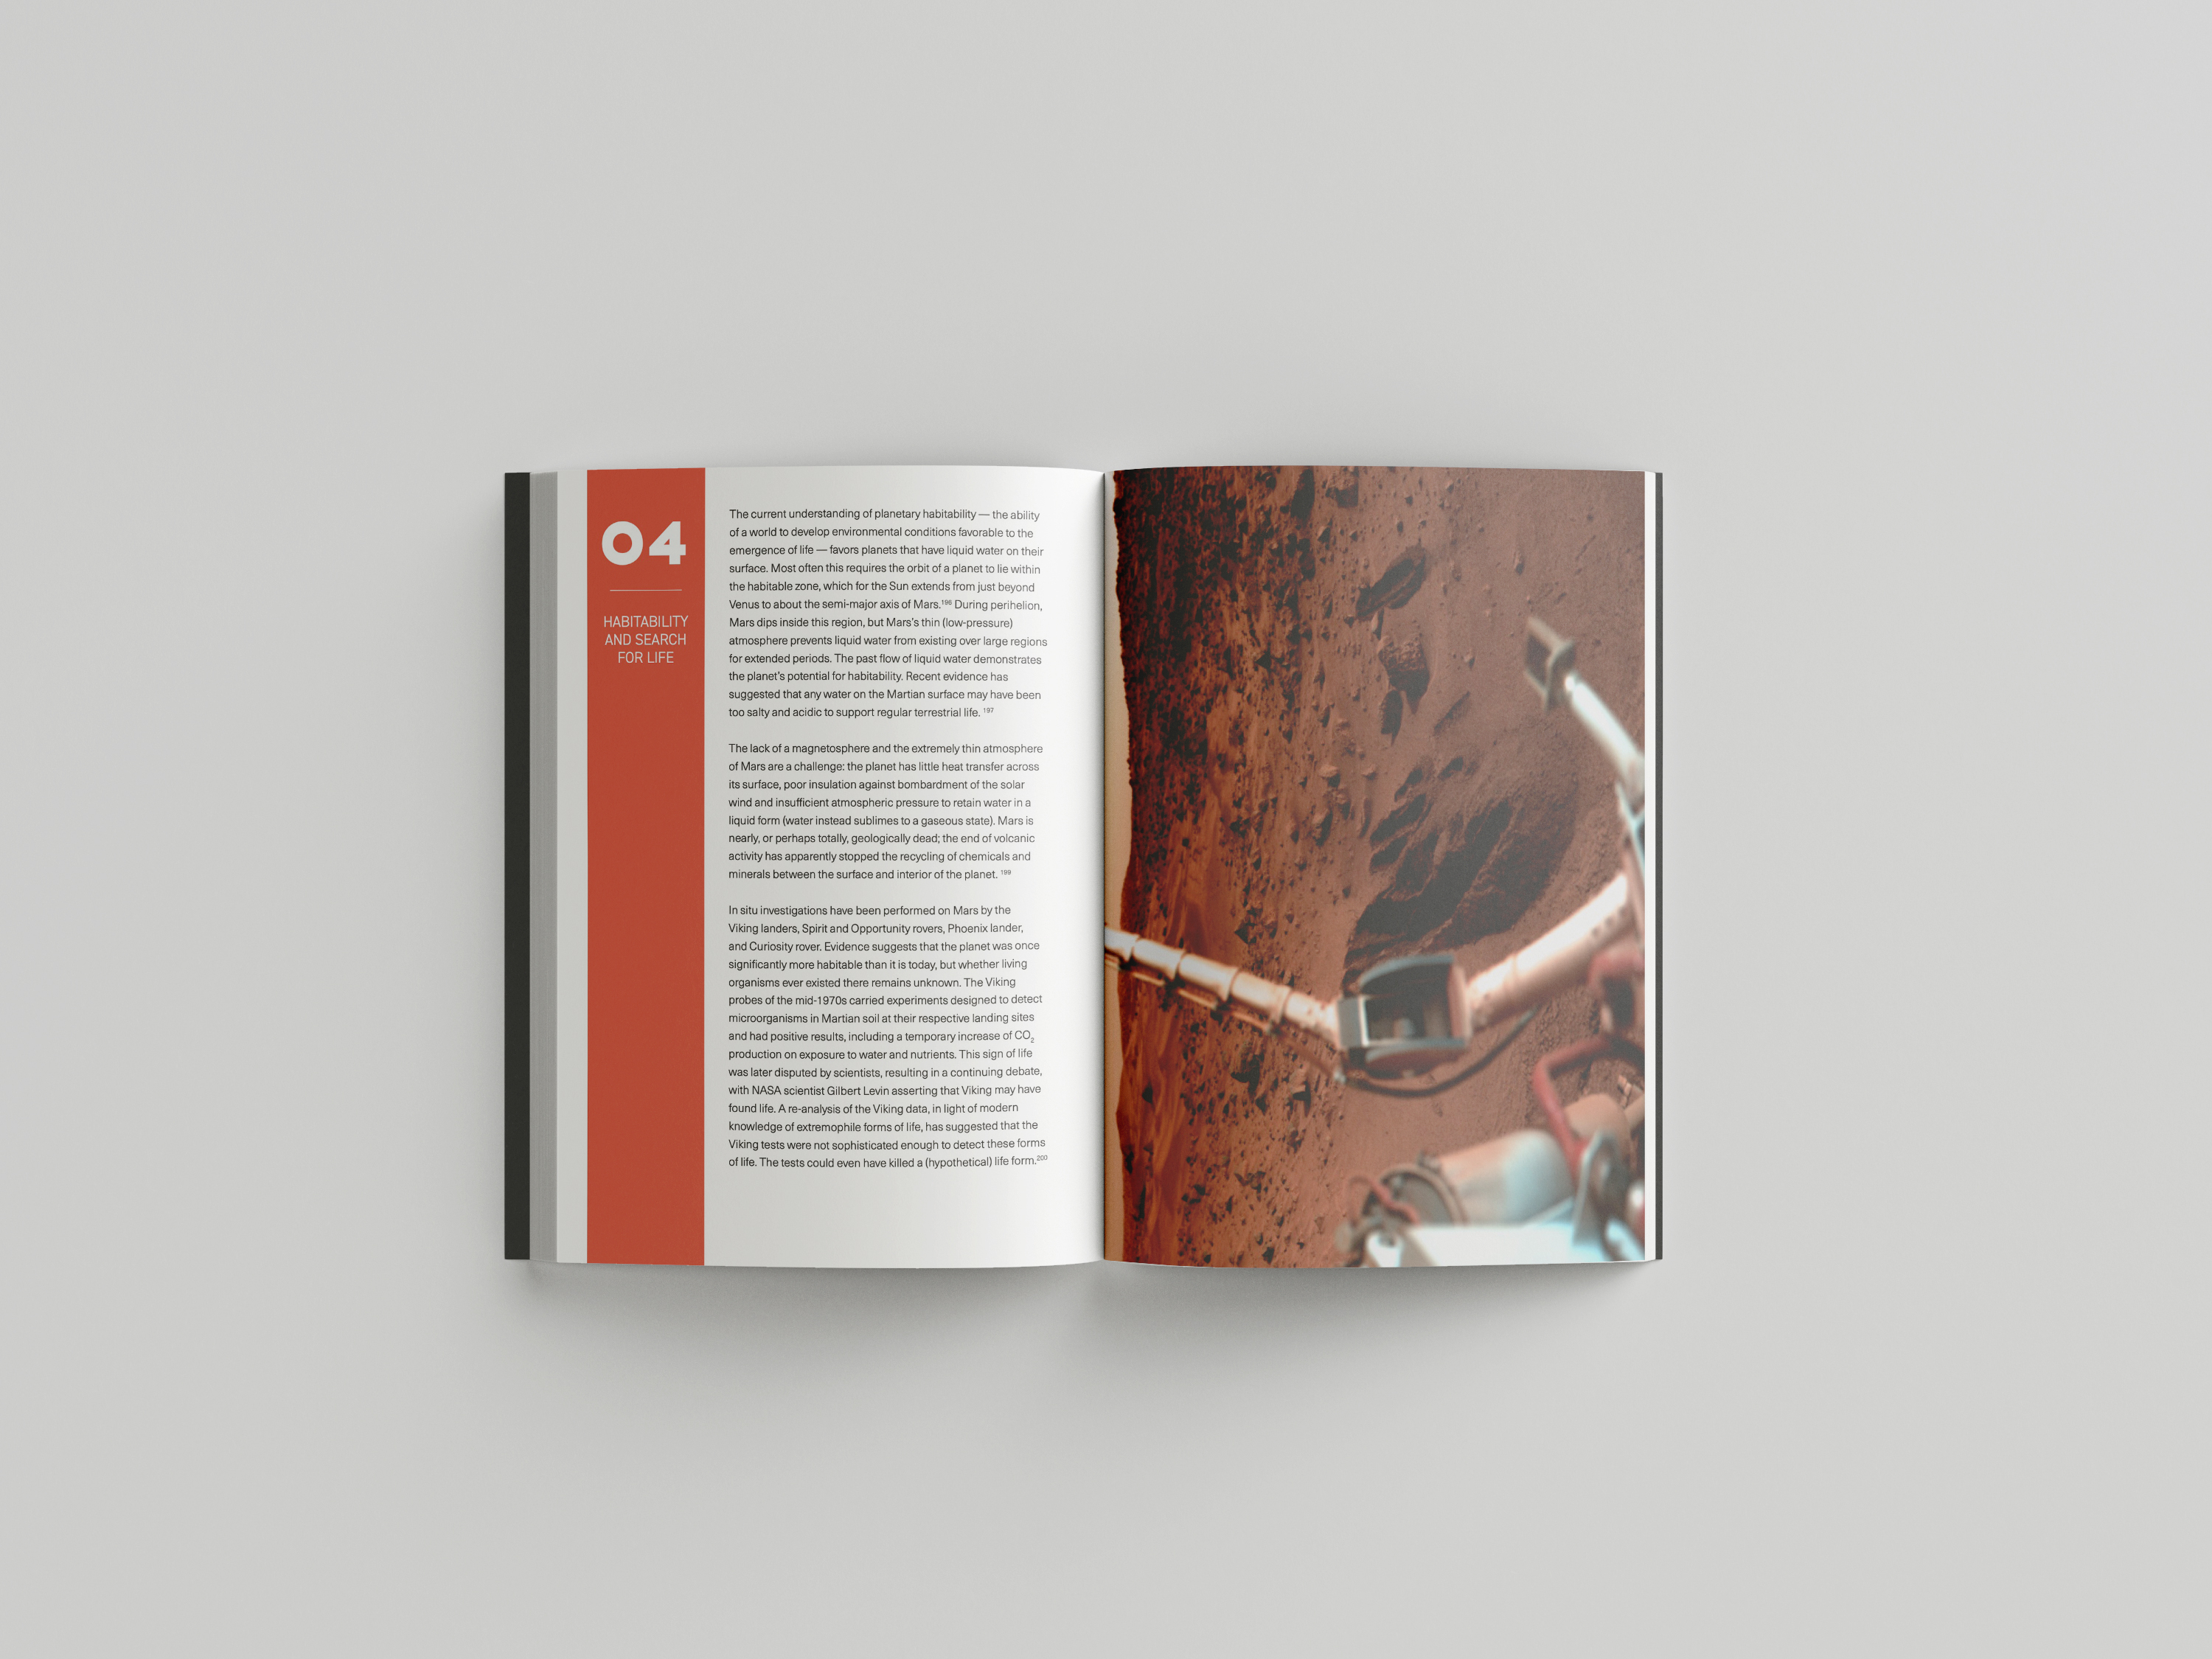 04
HABITABILITY
AND SEARCH
FOR LIFE
The current understanding of planetary habitability — the ability
of a world to develop environmental conditions favorable to the
emergence of life — favors planets that have liquid water on their
surface. Most often this requires the orbit of a planet to lie within
the habitable zone, which for the Sun extends from just beyond
Venus to about the semi-major axis of Mars.¹⁹⁶ During perihelion,
Mars dips inside this region, but Mars's thin (low-pressure)
atmosphere prevents liquid water from existing over large regions
for extended periods. The past flow of liquid water demonstrates
the planet's potential for habitability. Recent evidence has
suggested that any water on the Martian surface may have been
too salty and acidic to support regular terrestrial life. ¹⁹⁷
The lack of a magnetosphere and the extremely thin atmosphere
of Mars are a challenge: the planet has little heat transfer across
its surface, poor insulation against bombardment of the solar
wind and insufficient atmospheric pressure to retain water in a
liquid form (water instead sublimes to a gaseous state). Mars is
nearly, or perhaps totally, geologically dead; the end of volcanic
activity has apparently stopped the recycling of chemicals and
minerals between the surface and interior of the planet. ¹⁹⁹
In situ investigations have been performed on Mars by the
Viking landers, Spirit and Opportunity rovers, Phoenix lander,
and Curiosity rover. Evidence suggests that the planet was once
significantly more habitable than it is today, but whether living
organisms ever existed there remains unknown. The Viking
probes of the mid-1970s carried experiments designed to detect
microorganisms in Martian soil at their respective landing sites
and had positive results, including a temporary increase of CO₂
production on exposure to water and nutrients. This sign of life
was later disputed by scientists, resulting in a continuing debate,
with NASA scientist Gilbert Levin asserting that Viking may have
found life. A re-analysis of the Viking data, in light of modern
knowledge of extremophile forms of life, has suggested that the
Viking tests were not sophisticated enough to detect these forms
of life. The tests could even have killed a (hypothetical) life form.²⁰⁰